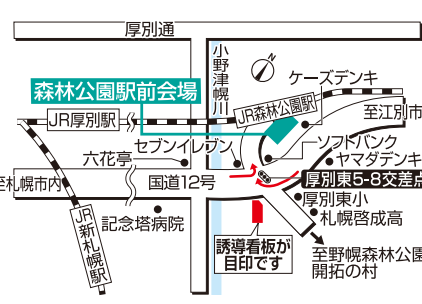 厚別通
小野津幌川
ケーズデンキ
森林公園駅前会場
JR森林公園駅
至江別市
JR厚別駅
セブンイレブン
ソフトバンク
六花亭
ヤマダデンキ
至札幌市内
国道12号
厚別東5-8交差点
厚別東小
JR新札幌駅
記念塔病院
札幌啓成高
誘導看板が
目印です
至野幌森林公園
開拓の村